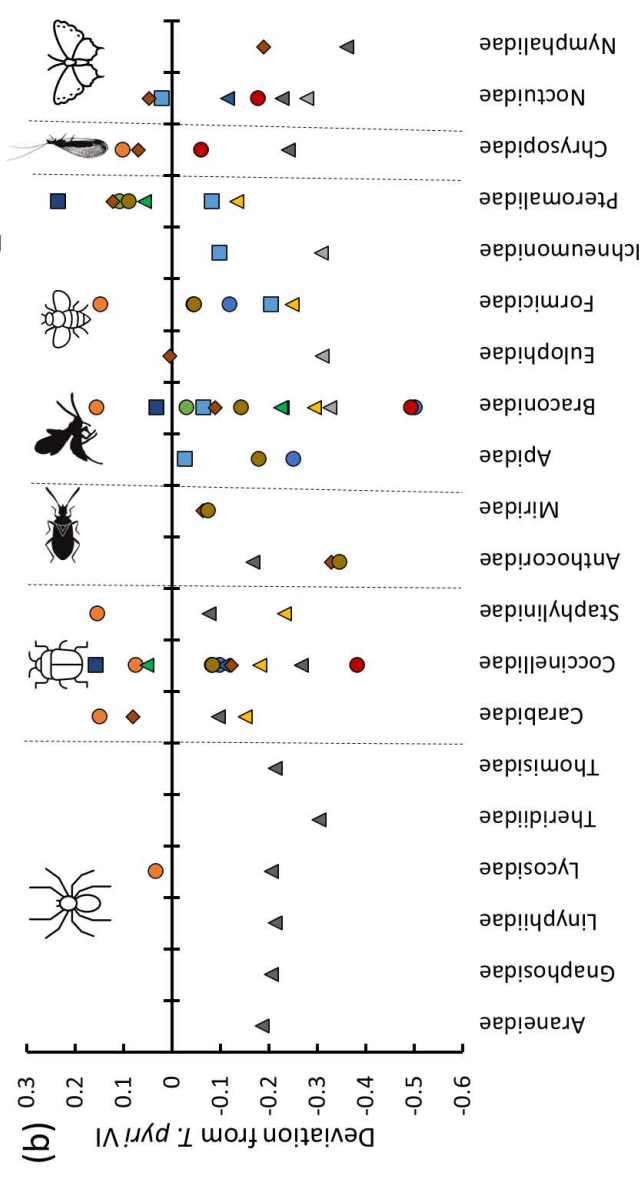 (b)
Deviation from T. pyri VI
0.3
0.2
0.1
0
-0.1
-0.2
-0.3
-0.4
-0.5
-0.6
Araneidae
Gnaphosidae
Linyphiidae
Lycosidae
Theridiidae
Thomisidae
Carabidae
Coccinellidae
Staphylinidae
Anthocoridae
Miridae
Apidae
Braconidae
Eulophidae
Formicidae
Ichneumonidae
Pteromalidae
Chrysopidae
Noctuidae
Nymphalidae